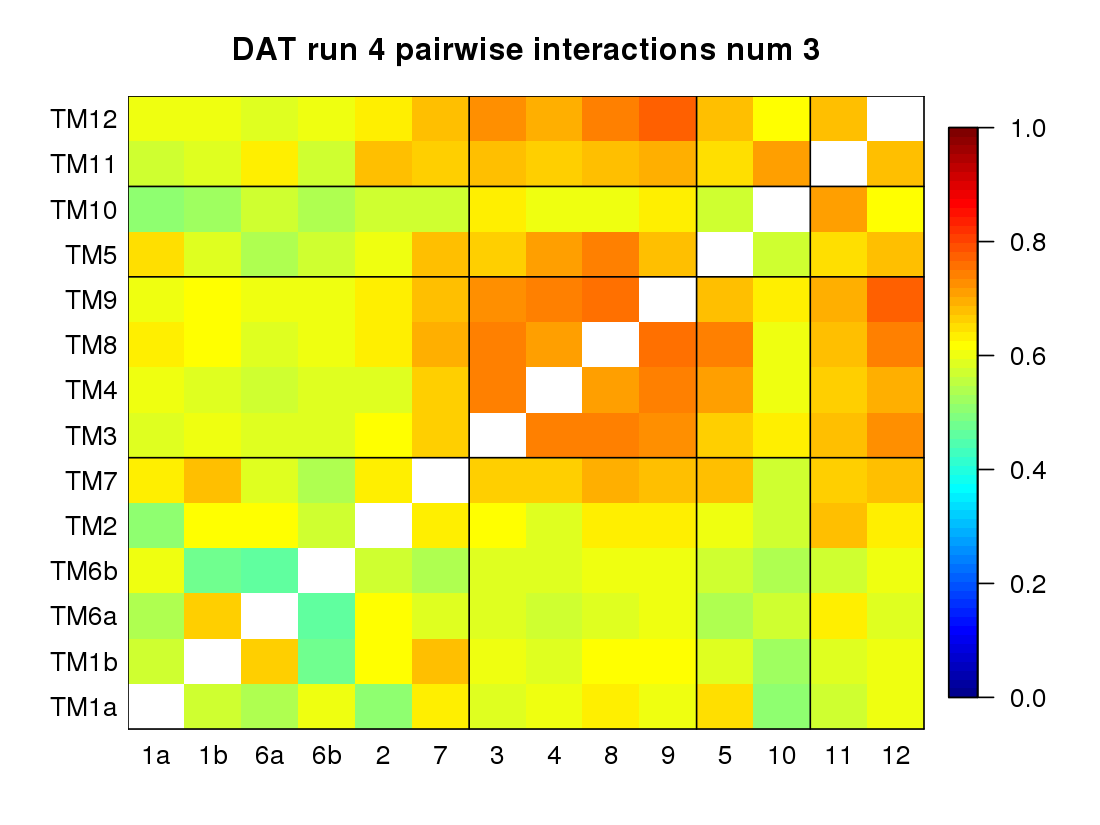 DAT run 4 pairwise interactions num 3
TM12
TM11
TM10
TM5
TM9
TM8
TM4
TM3
TM7
TM2
TM6b
TM6a
TM1b
TM1a
1a 1b 6a 6b 2 7 3 4 8 9 5 10 11 12
1.0
0.8
0.6
0.4
0.2
0.0